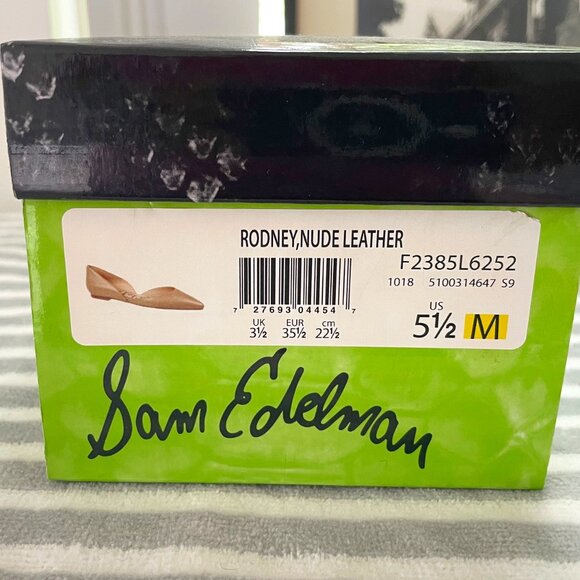 RODNEY,NUDE LEATHER
F2385L6252
1018 5100314647 S9
7 27693 04454 7
UK EUR cm
3½ 35½ 22½
US
5½ M
Sam Edelman